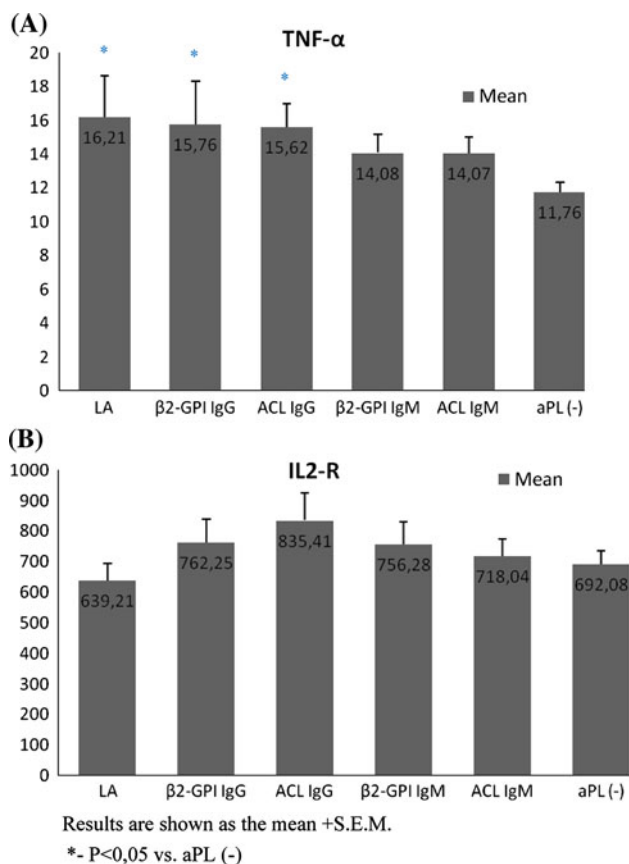 (A)
TNF-α
20
18
16
14
12
10
8
6
4
2
0
* * *
Mean
16,21 15,76 15,62 14,08 14,07 11,76
LA β2-GPI IgG ACL IgG β2-GPI IgM ACL IgM aPL (-)
(B)
IL2-R
1000
900
800
700
600
500
400
300
200
100
0
Mean
639,21 762,25 835,41 756,28 718,04 692,08
LA β2-GPI IgG ACL IgG β2-GPI IgM ACL IgM aPL (-)
Results are shown as the mean +S.E.M.
*- P<0,05 vs. aPL (-)